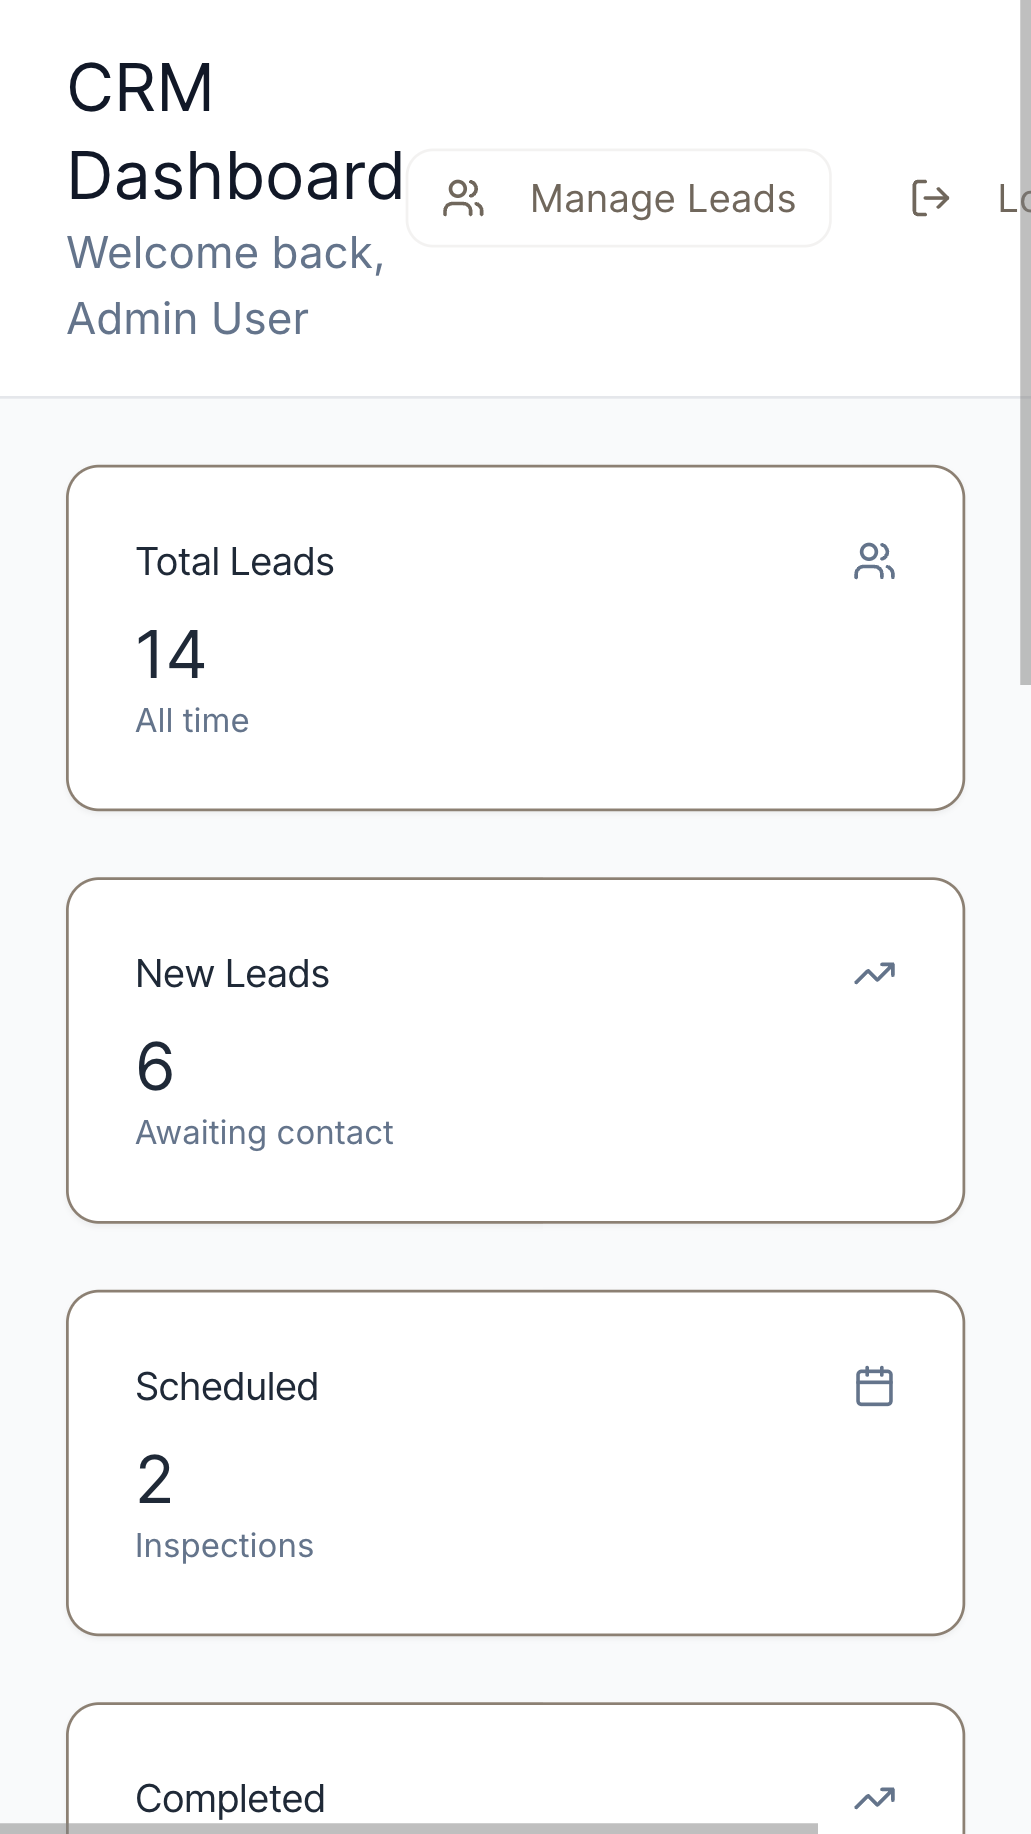 CRM
Dashboard
Welcome back,
Admin User
Manage Leads
Total Leads
14
All time
New Leads
6
Awaiting contact
Scheduled
2
Inspections
Completed